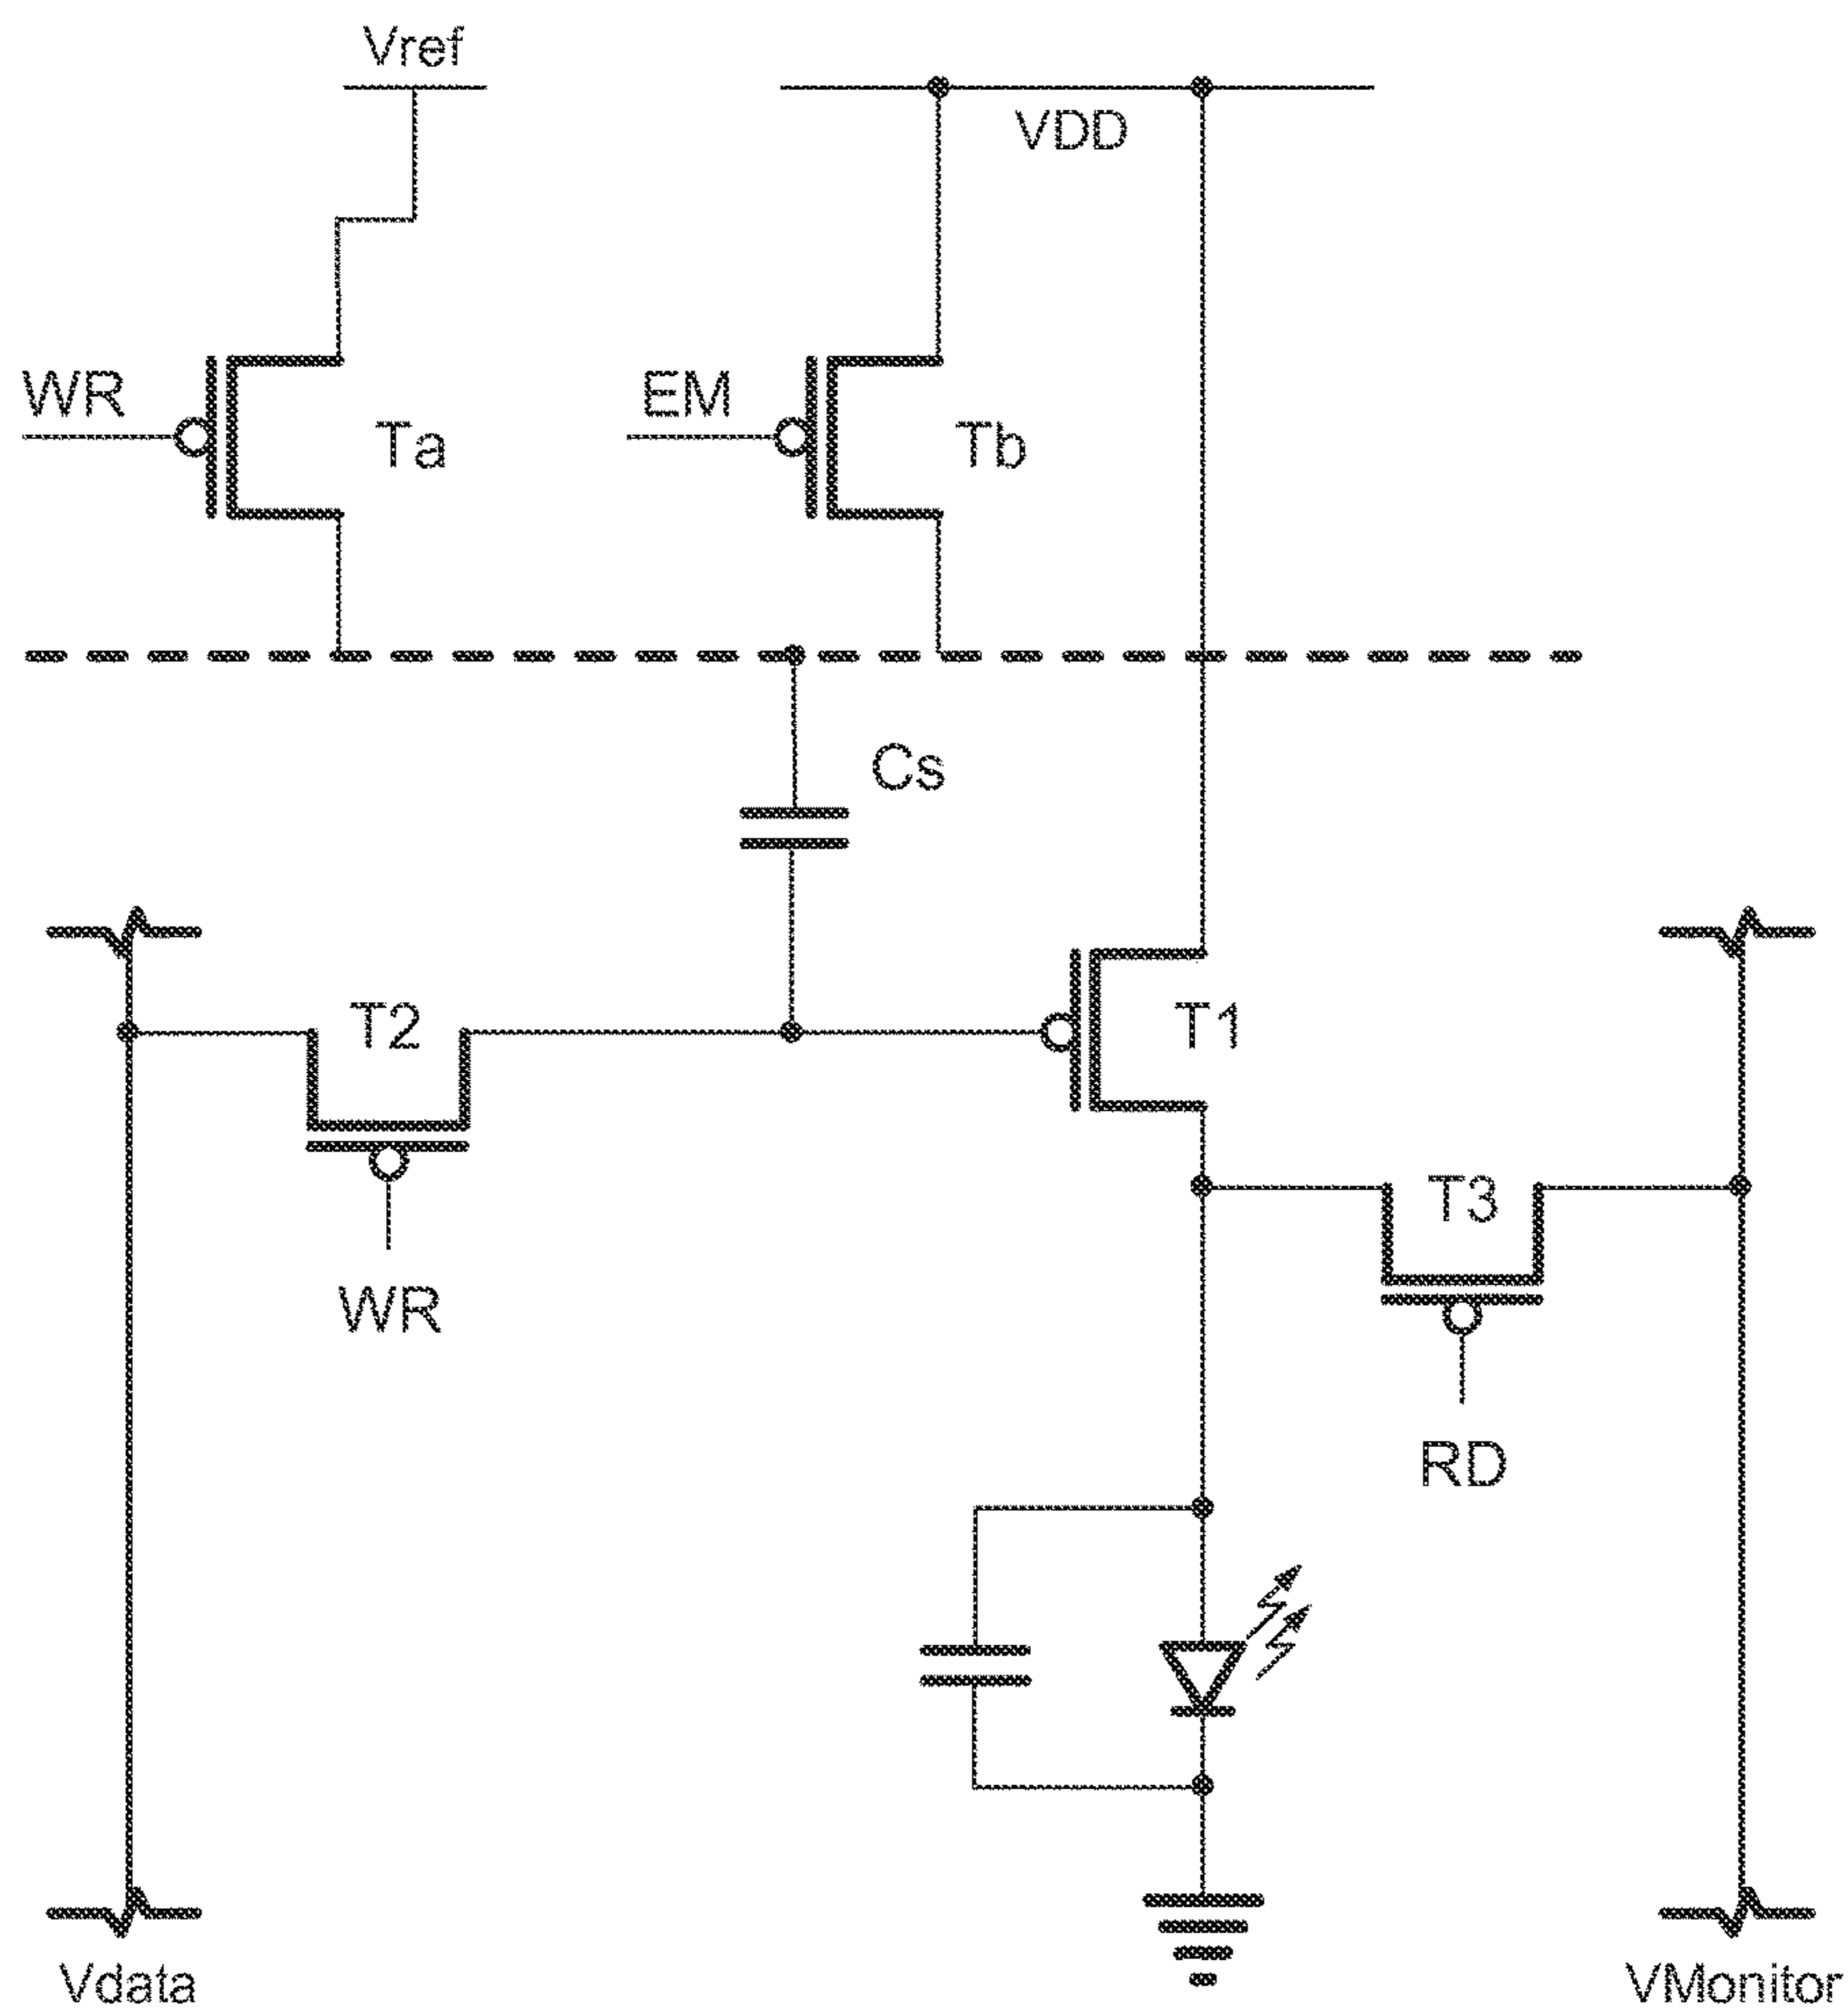 Vref
VDD
WR
Ta
EM
Tb
Cs
T2
T1
T3
WR
RD
Vdata
VMonitor